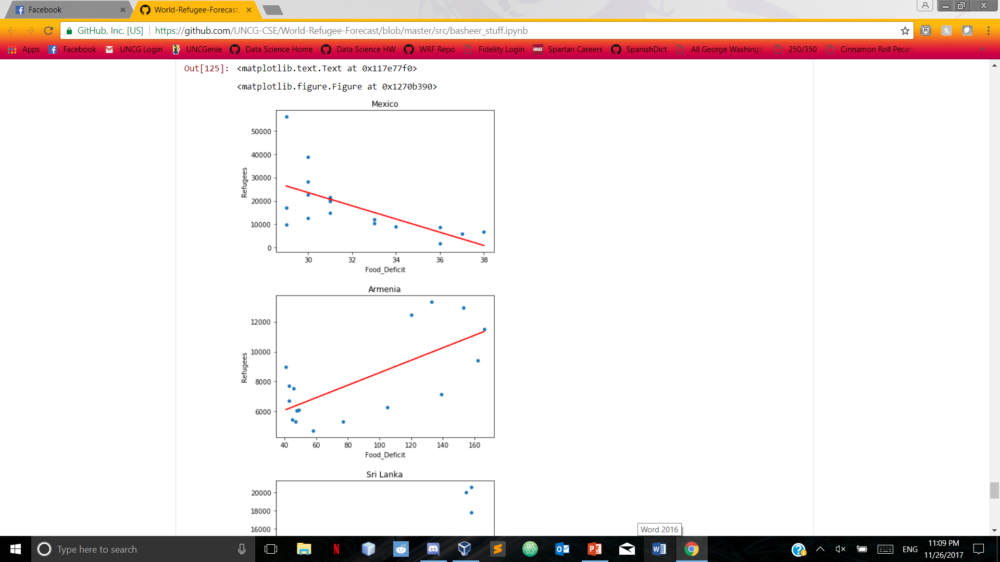 Facebook
World-Refugee-Forecast
GitHub, Inc. [US] https://github.com/UNCG-CSE/World-Refugee-Forecast/blob/master/src/basheer_stuff.ipynb
Apps Facebook UNCG Login UNCGenie Data Science Home Data Science HW WRF Repo Fidelity Login BB&T Spartan Careers SpanishDict All George Washingt 250/350 Cinnamon Roll Pecan
Out[125]: <matplotlib.text.Text at 0x117e77f0>
<matplotlib.figure.Figure at 0x1270b390>
Mexico
50000
40000
30000
20000
10000
0
Refugees
30 32 34 36 38
Food_Deficit
Armenia
12000
10000
8000
6000
Refugees
40 60 80 100 120 140 160
Food_Deficit
Sri Lanka
20000
18000
16000
Word 2016
Type here to search
ENG
11:09 PM
11/26/2017